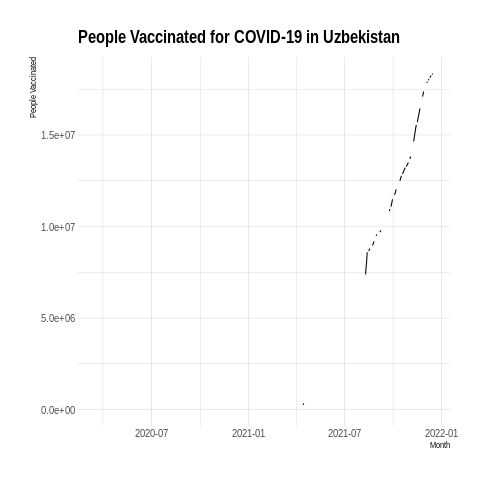 People Vaccinated for COVID-19 in Uzbekistan
People Vaccinated
1.5e+07
1.0e+07
5.0e+06
0.0e+00
2020-07 2021-01 2021-07 2022-01
Month